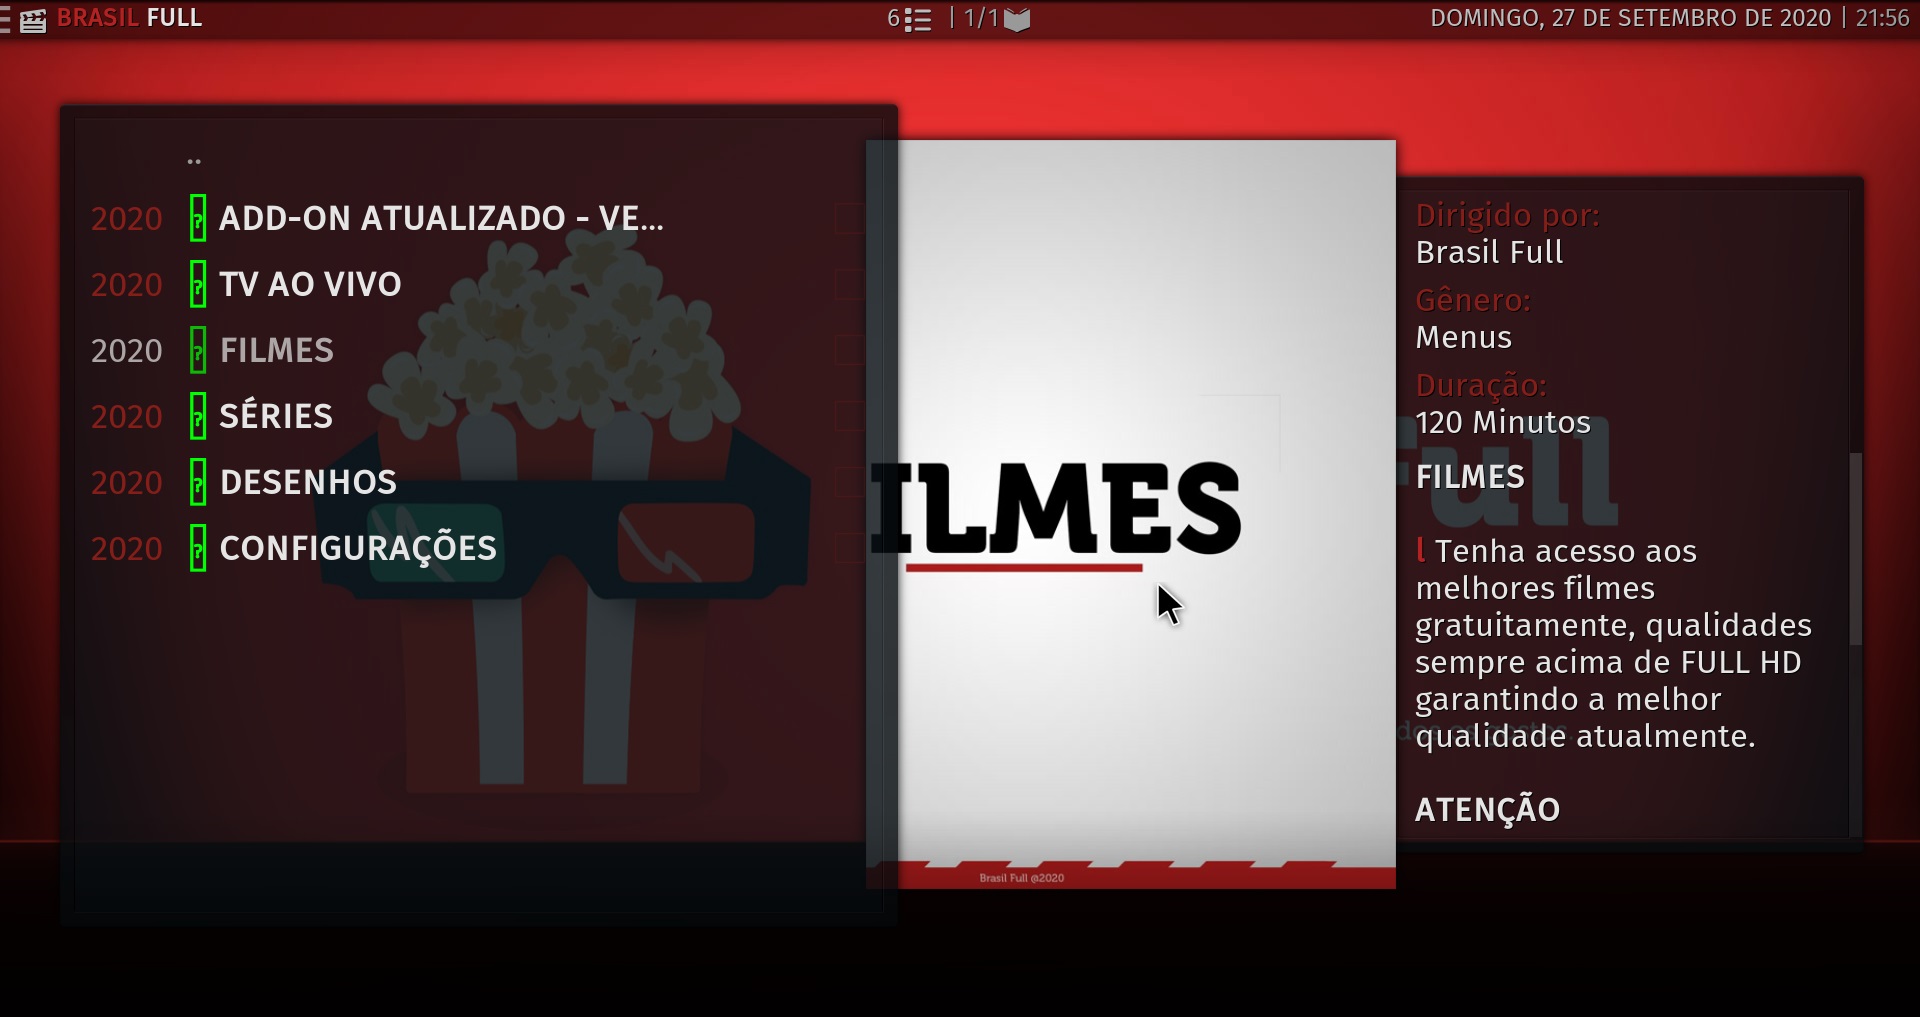 BRASIL FULL
6 | 1/1
DOMINGO, 27 DE SETEMBRO DE 2020 | 21:56
..
2020 ADD-ON ATUALIZADO - VE...
2020 TV AO VIVO
2020 FILMES
2020 SÉRIES
2020 DESENHOS
2020 CONFIGURAÇÕES
ILMES
Brasil Full @2020
Dirigido por:
Brasil Full
Gênero:
Menus
Duração:
120 Minutos
FILMES
Full
l Tenha acesso aos
melhores filmes
gratuitamente, qualidades
sempre acima de FULL HD
garantindo a melhor
qualidade atualmente.
ATENÇÃO